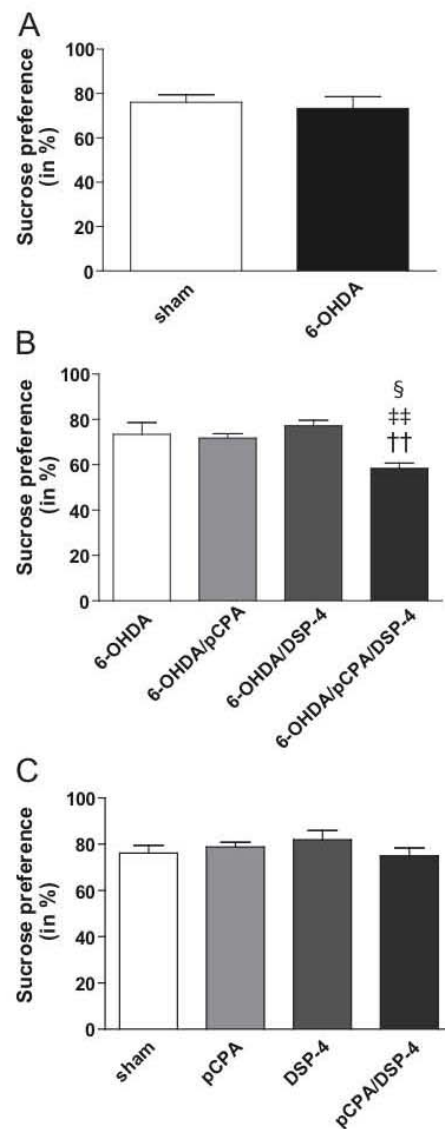 A
Sucrose preference
(in %)
100
80
60
40
20
0
sham
6-OHDA
B
Sucrose preference
(in %)
100
80
60
40
20
0
§
‡‡
††
6-OHDA
6-OHDA/pCPA
6-OHDA/DSP-4
6-OHDA/pCPA/DSP-4
C
Sucrose preference
(in %)
100
80
60
40
20
0
sham
pCPA
DSP-4
pCPA/DSP-4